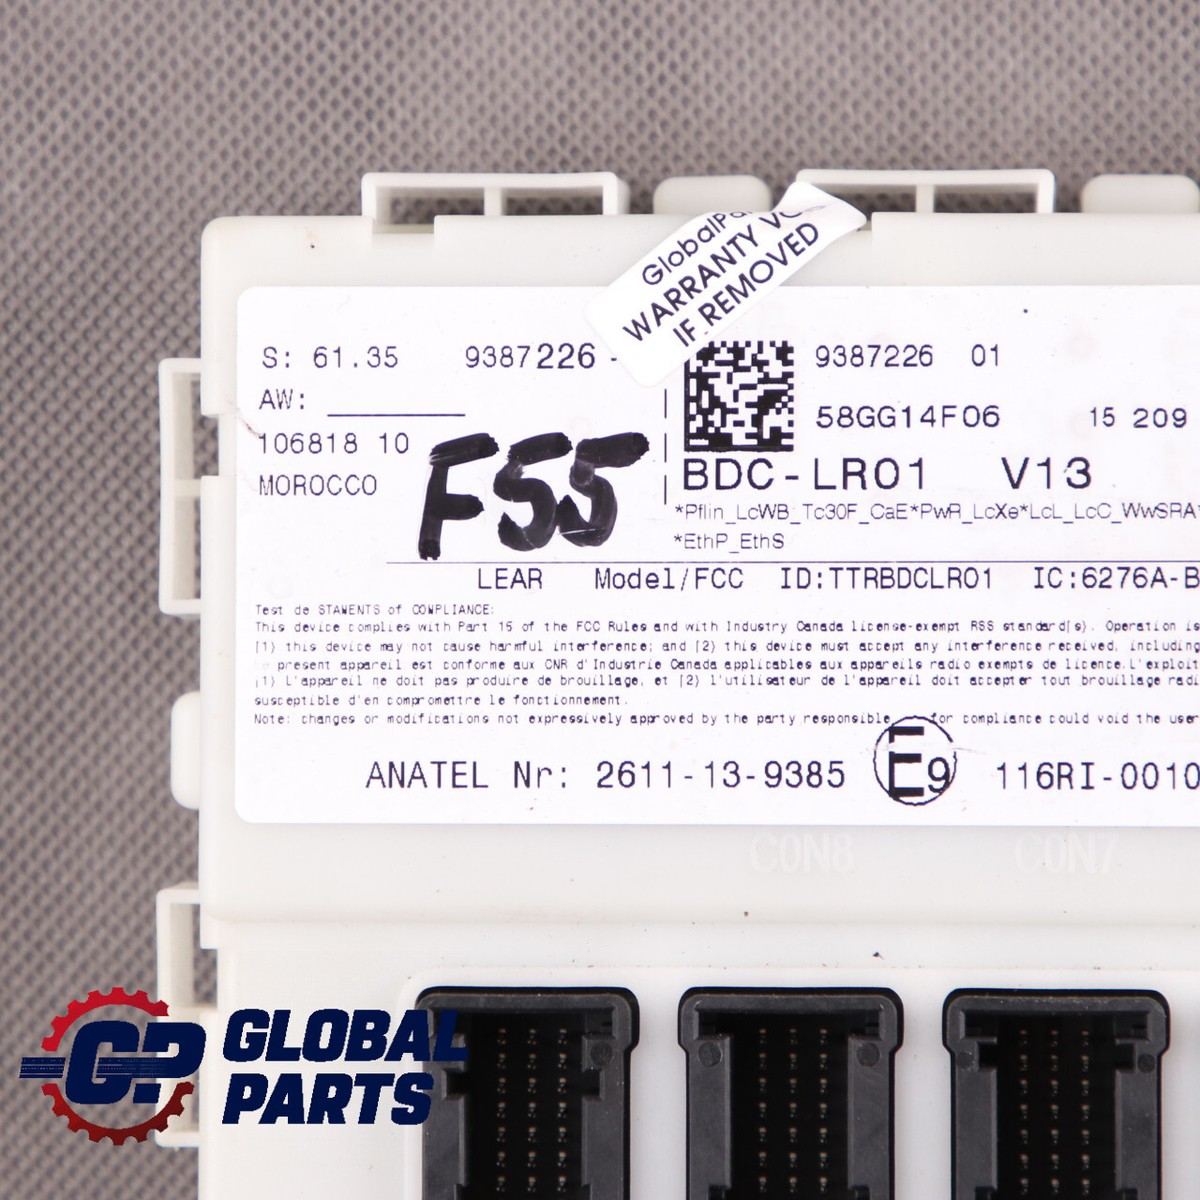 GlobalPa
WARRANTY VO
IF REMOVED
S: 61.35 9387226 -
AW:
106818 10
MOROCCO
F55
9387226 01
58GG14F06 15 209
BDC-LR01 V13
*Pflin_LcWB_Tc30F_CaE*PwR_LcXe*LcL_LcC_WwSRA*
*EthP_EthS
LEAR Model/FCC ID:TTRBDCLR01 IC:6276A-B
Test de STAWENTS of COMPLIANCE:
This device complies with Part 15 of the FCC Rules and with Industry Canada license-exempt RSS standard(s). Operation is
(1) this device may not cause harmful interference; and (2) this device must accept any interference received, including
e present appareil est conforme aux CNR d'Industrie Canada applicables aux appareils radio exempts de licence.L'exploit
(1) L'appareil ne doit pas produire de brouillage, et (2) l'utilisateur de l'appareil doit accepter tout brouillage radi
susceptible d'en compromettre le fonctionnement.
Note: changes or modifications not expressively approved by the party responsible for compliance could void the user
ANATEL Nr: 2611-13-9385 E9 116RI-0010
CON8 CON7
GP GLOBAL
PARTS